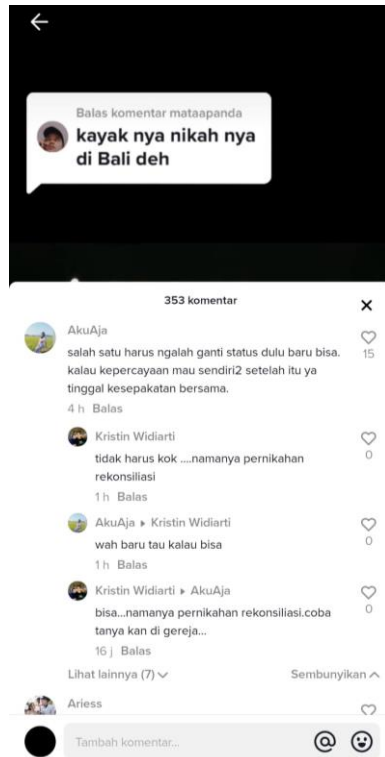 Balas komentar mataapanda
kayak nya nikah nya
di Bali deh
353 komentar
AkuAja
salah satu harus ngalah ganti status dulu baru bisa.
kalau kepercayaan mau sendiri2 setelah itu ya
tinggal kesepakatan bersama.
15
4 h Balas
Kristin Widiarti
tidak harus kok ....namanya pernikahan
rekonsiliasi
0
1 h Balas
AkuAja ▸ Kristin Widiarti
wah baru tau kalau bisa
0
1 h Balas
Kristin Widiarti ▸ AkuAja
bisa...namanya pernikahan rekonsiliasi.coba
tanya kan di gereja...
0
16 j Balas
Lihat lainnya (7) Sembunyikan
Ariess
Tambah komentar...